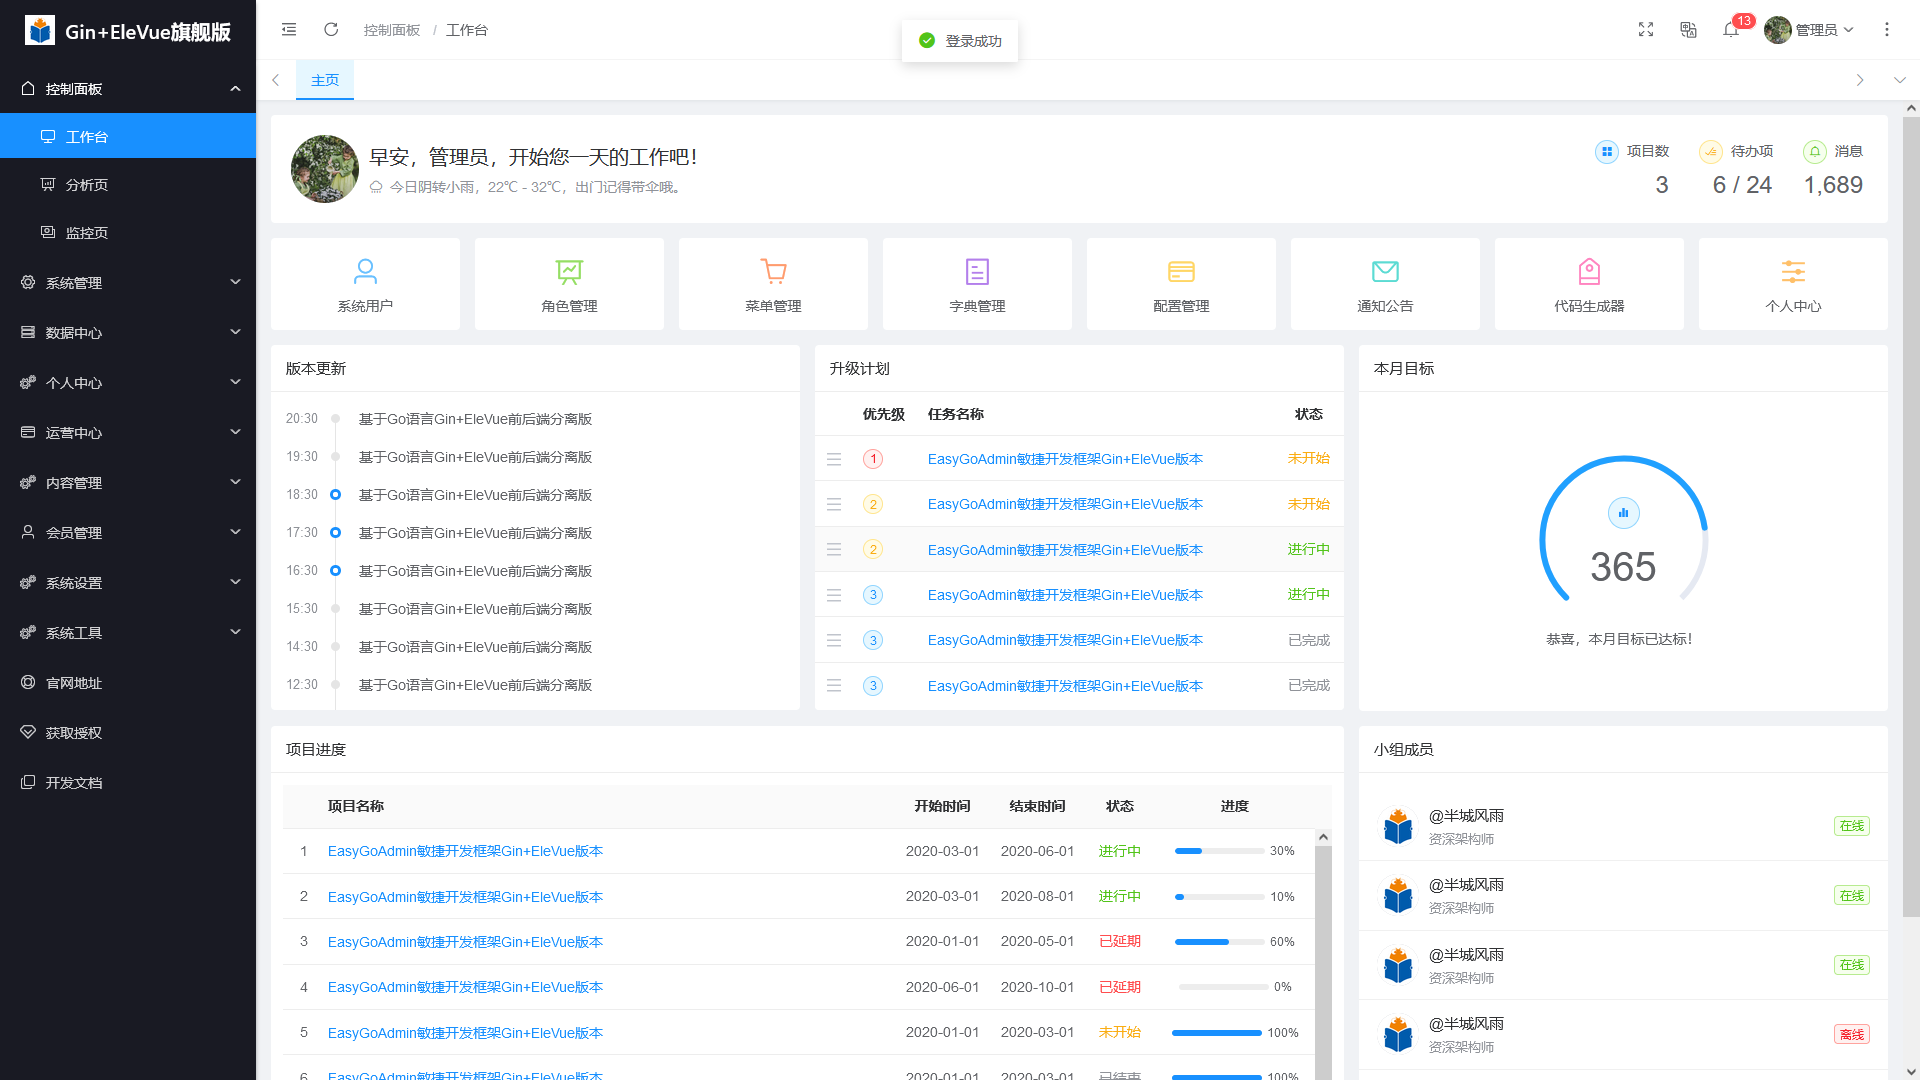 Gin+EleVue旗舰版
控制面板
工作台
分析页
监控页
系统管理
数据中心
个人中心
运营中心
内容管理
会员管理
系统设置
系统工具
官网地址
获取授权
开发文档
控制面板 / 工作台
登录成功
13
管理员
主页
早安，管理员，开始您一天的工作吧！
今日阴转小雨，22℃ - 32℃，出门记得带伞哦。
项目数
3
待办项
6 / 24
消息
1,689
系统用户
角色管理
菜单管理
字典管理
配置管理
通知公告
代码生成器
个人中心
版本更新
20:30 基于Go语言Gin+EleVue前后端分离版
19:30 基于Go语言Gin+EleVue前后端分离版
18:30 基于Go语言Gin+EleVue前后端分离版
17:30 基于Go语言Gin+EleVue前后端分离版
16:30 基于Go语言Gin+EleVue前后端分离版
15:30 基于Go语言Gin+EleVue前后端分离版
14:30 基于Go语言Gin+EleVue前后端分离版
12:30 基于Go语言Gin+EleVue前后端分离版
升级计划
优先级 任务名称 状态
1 EasyGoAdmin敏捷开发框架Gin+EleVue版本 未开始
2 EasyGoAdmin敏捷开发框架Gin+EleVue版本 未开始
2 EasyGoAdmin敏捷开发框架Gin+EleVue版本 进行中
3 EasyGoAdmin敏捷开发框架Gin+EleVue版本 进行中
3 EasyGoAdmin敏捷开发框架Gin+EleVue版本 已完成
3 EasyGoAdmin敏捷开发框架Gin+EleVue版本 已完成
本月目标
365
恭喜，本月目标已达标！
项目进度
项目名称 开始时间 结束时间 状态 进度
1 EasyGoAdmin敏捷开发框架Gin+EleVue版本 2020-03-01 2020-06-01 进行中 30%
2 EasyGoAdmin敏捷开发框架Gin+EleVue版本 2020-03-01 2020-08-01 进行中 10%
3 EasyGoAdmin敏捷开发框架Gin+EleVue版本 2020-01-01 2020-05-01 已延期 60%
4 EasyGoAdmin敏捷开发框架Gin+EleVue版本 2020-06-01 2020-10-01 已延期 0%
5 EasyGoAdmin敏捷开发框架Gin+EleVue版本 2020-01-01 2020-03-01 未开始 100%
6 EasyGoAdmin敏捷开发框架Gin+EleVue版本 2020-01-01 2020-03-01 已结束 100%
小组成员
@半城风雨
资深架构师
在线
@半城风雨
资深架构师
在线
@半城风雨
资深架构师
在线
@半城风雨
资深架构师
离线